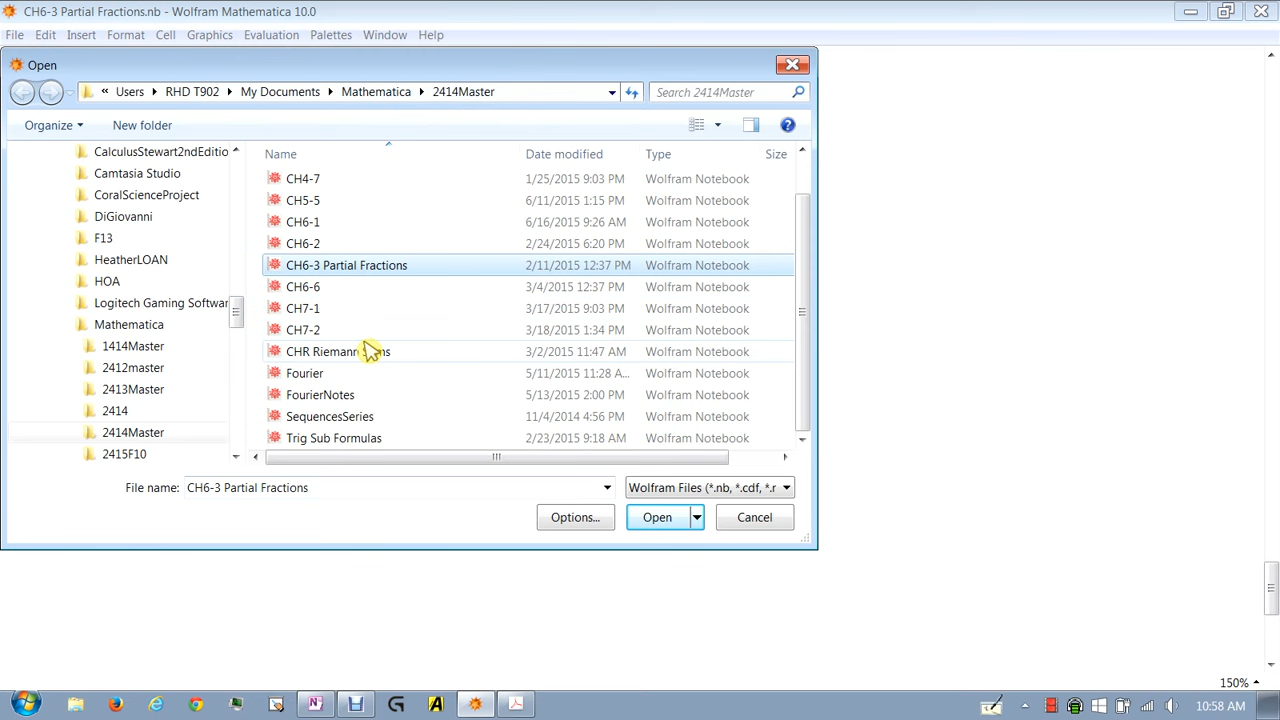 CH6-3 Partial Fractions.nb - Wolfram Mathematica 10.0
File Edit Insert Format Cell Graphics Evaluation Palettes Window Help
Open
« Users RHD T902 My Documents Mathematica 2414Master Search 2414Master
Organize New folder
Name Date modified Type Size
CalculusStewart2ndEditio
Camtasia Studio
CoralScienceProject
DiGiovanni
F13
HeatherLOAN
HOA
Logitech Gaming Softwar
Mathematica
1414Master
2412master
2413Master
2414
2414Master
2415F10
CH4-7 1/25/2015 9:03 PM Wolfram Notebook
CH5-5 6/11/2015 1:15 PM Wolfram Notebook
CH6-1 6/16/2015 9:26 AM Wolfram Notebook
CH6-2 2/24/2015 6:20 PM Wolfram Notebook
CH6-3 Partial Fractions 2/11/2015 12:37 PM Wolfram Notebook
CH6-6 3/4/2015 12:37 PM Wolfram Notebook
CH7-1 3/17/2015 9:03 PM Wolfram Notebook
CH7-2 3/18/2015 1:34 PM Wolfram Notebook
CHR Riemann 3/2/2015 11:47 AM Wolfram Notebook
Fourier 5/11/2015 11:28 A... Wolfram Notebook
FourierNotes 5/13/2015 2:00 PM Wolfram Notebook
SequencesSeries 11/4/2014 4:56 PM Wolfram Notebook
Trig Sub Formulas 2/23/2015 9:18 AM Wolfram Notebook
File name: CH6-3 Partial Fractions Wolfram Files (*.nb, *.cdf, *.r
Options... Open Cancel
150%
10:58 AM